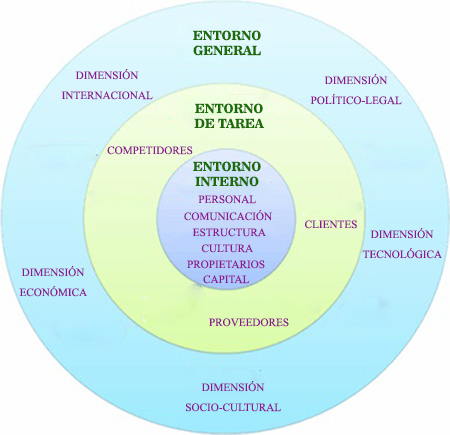 ENTORNO
GENERAL
DIMENSIÓN
INTERNACIONAL
DIMENSIÓN
POLÍTICO-LEGAL
ENTORNO
DE TAREA
COMPETIDORES
ENTORNO
INTERNO
PERSONAL
COMUNICACIÓN
ESTRUCTURA
CULTURA
PROPIETARIOS
CAPITAL
CLIENTES
DIMENSIÓN
TECNOLÓGICA
DIMENSIÓN
ECONÓMICA
PROVEEDORES
DIMENSIÓN
SOCIO-CULTURAL